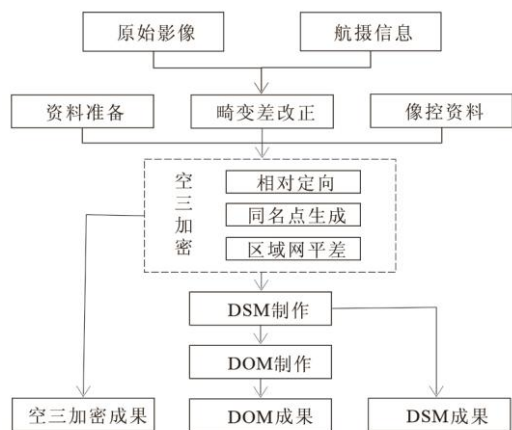 原始影像
航摄信息
资料准备
畸变差改正
像控资料
空三加密
相对定向
同名点生成
区域网平差
DSM制作
DOM制作
空三加密成果
DOM成果
DSM成果